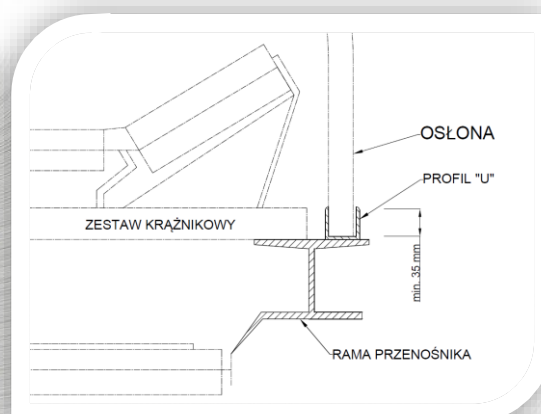 OSŁONA
PROFIL "U"
ZESTAW KRĄŻNIKOWY
min. 35 mm
RAMA PRZENOŚNIKA